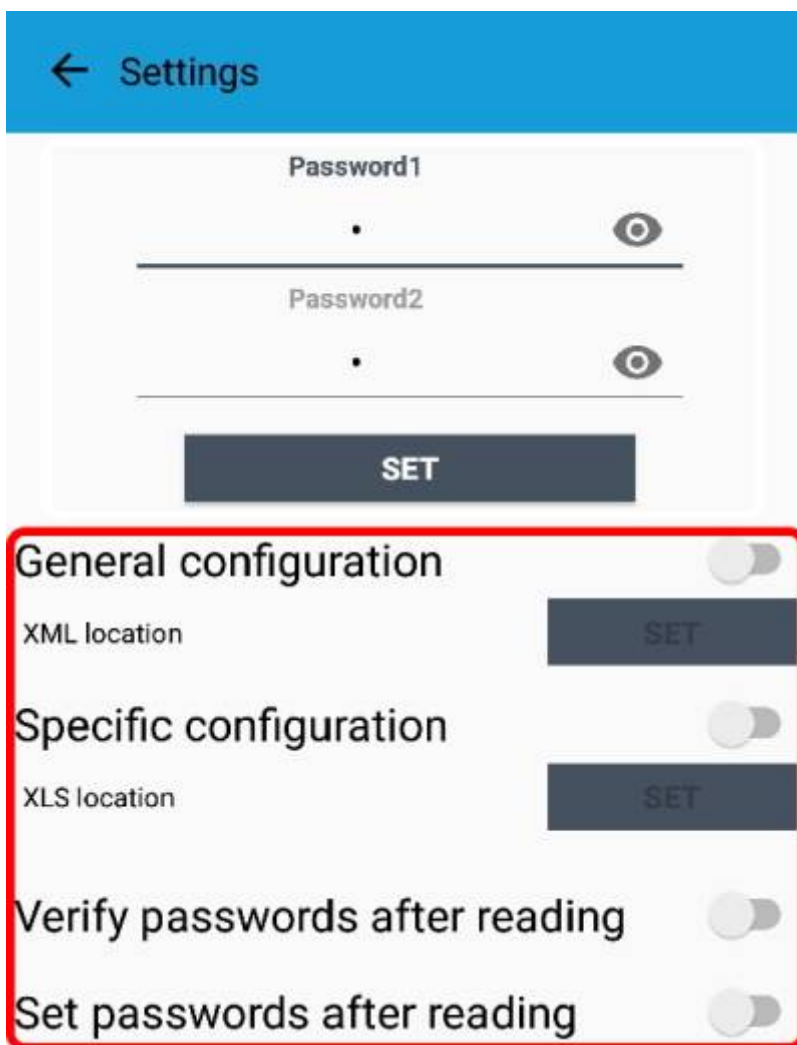 Settings
Password1
•
Password2
•
SET
General configuration
XML location
SET
Specific configuration
XLS location
SET
Verify passwords after reading
Set passwords after reading